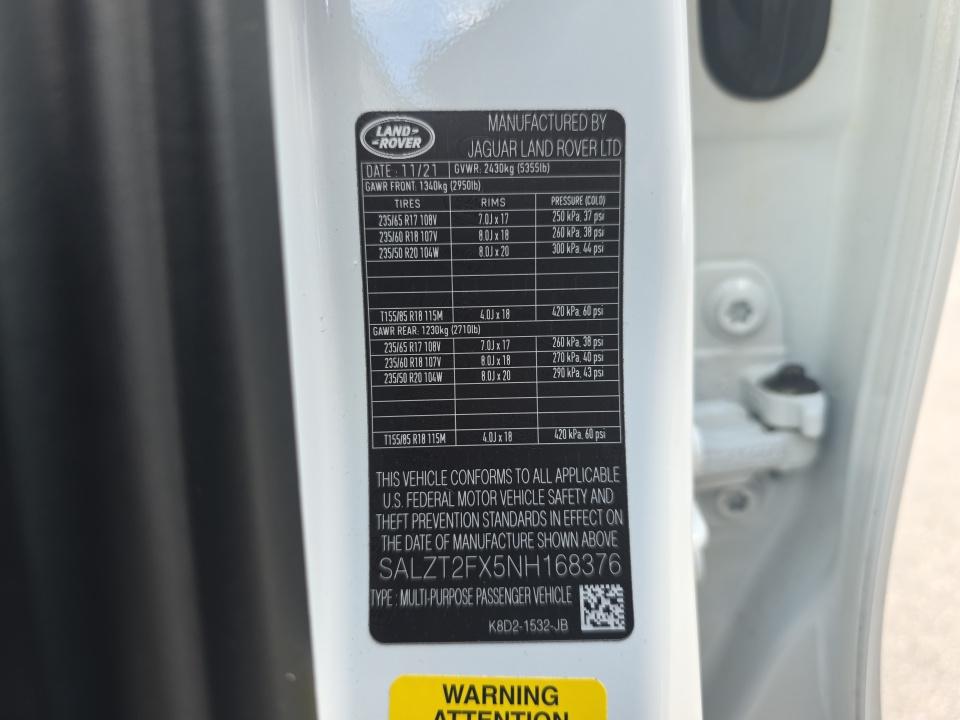 LAND ROVER
MANUFACTURED BY
JAGUAR LAND ROVER LTD
DATE : 11/21 GVWR: 2430kg (5355lb)
GAWR FRONT: 1340kg (2950lb)
TIRES RIMS PRESSURE (COLD)
235/65 R17 108V 7.0J x 17 250 kPa, 37 psi
235/60 R18 107V 8.0J x 18 260 kPa, 38 psi
235/50 R20 104W 8.0J x 20 300 kPa, 44 psi
T155/85 R18 115M 4.0J x 18 420 kPa, 60 psi
GAWR REAR: 1230kg (2710lb)
235/65 R17 108V 7.0J x 17 260 kPa, 38 psi
235/60 R18 107V 8.0J x 18 270 kPa, 40 psi
235/50 R20 104W 8.0J x 20 290 kPa, 43 psi
T155/85 R18 115M 4.0J x 18 420 kPa, 60 psi
THIS VEHICLE CONFORMS TO ALL APPLICABLE
U.S. FEDERAL MOTOR VEHICLE SAFETY AND
THEFT PREVENTION STANDARDS IN EFFECT ON
THE DATE OF MANUFACTURE SHOWN ABOVE
SALZT2FX5NH168376
TYPE : MULTI-PURPOSE PASSENGER VEHICLE
K8D2-1532-JB
WARNING
ATTENTION